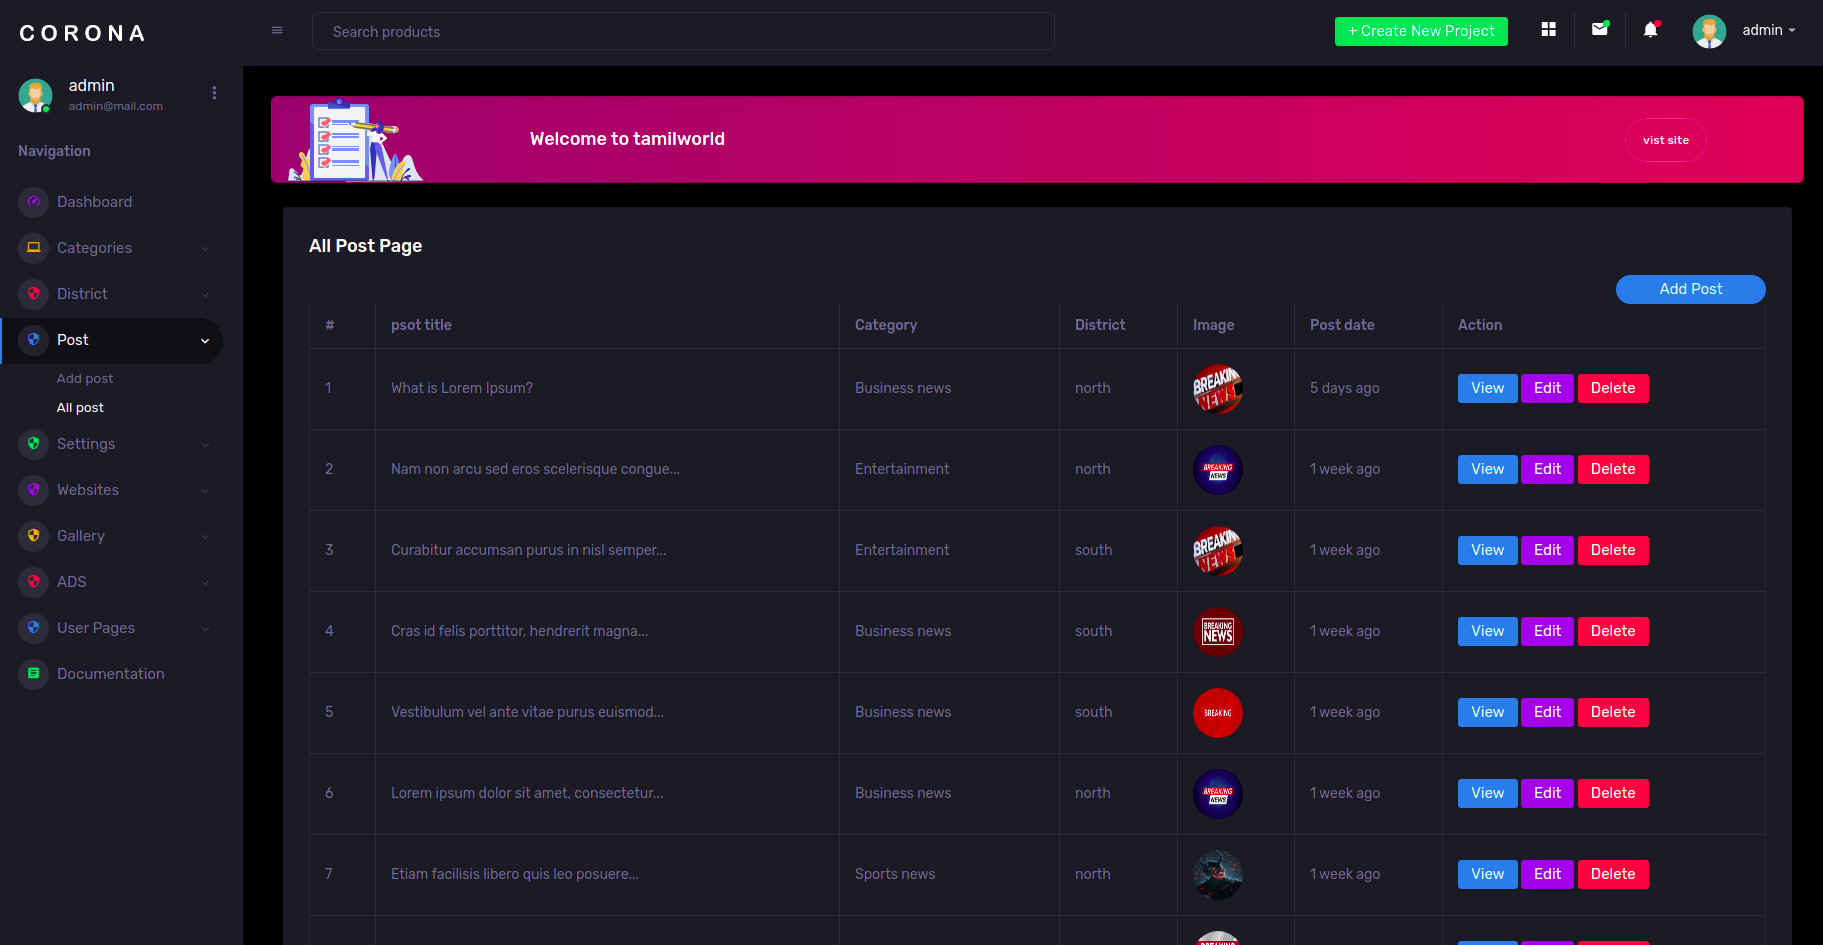 CORONA
Search products
+ Create New Project
admin
admin
admin@mail.com
Navigation
Dashboard
Categories
District
Post
Add post
All post
Settings
Websites
Gallery
ADS
User Pages
Documentation
Welcome to tamilworld
vist site
All Post Page
Add Post
# psot title Category District Image Post date Action
1 What is Lorem Ipsum? Business news north BREAKING NEWS 5 days ago View Edit Delete
2 Nam non arcu sed eros scelerisque congue... Entertainment north BREAKING NEWS 1 week ago View Edit Delete
3 Curabitur accumsan purus in nisl semper... Entertainment south BREAKING NEWS 1 week ago View Edit Delete
4 Cras id felis porttitor, hendrerit magna... Business news south BREAKING NEWS 1 week ago View Edit Delete
5 Vestibulum vel ante vitae purus euismod... Business news south BREAKING 1 week ago View Edit Delete
6 Lorem ipsum dolor sit amet, consectetur... Business news north BREAKING NEWS 1 week ago View Edit Delete
7 Etiam facilisis libero quis leo posuere... Sports news north 1 week ago View Edit Delete